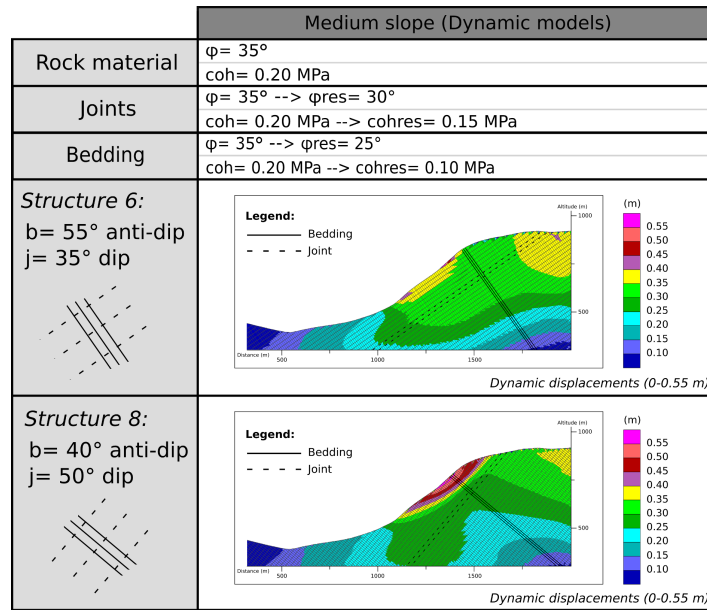 Medium slope (Dynamic models)
Rock material
φ= 35°
coh= 0.20 MPa
Joints
φ= 35° --> φres= 30°
coh= 0.20 MPa --> cohres= 0.15 MPa
Bedding
φ= 35° --> φres= 25°
coh= 0.20 MPa --> cohres= 0.10 MPa
Structure 6:
b= 55° anti-dip
j= 35° dip
Legend:
Bedding
Joint
Altitude (m)
1000
500
Distance (m)
500
1000
1500
(m)
0.55
0.50
0.45
0.40
0.35
0.30
0.25
0.20
0.15
0.10
Dynamic displacements (0-0.55 m)
Structure 8:
b= 40° anti-dip
j= 50° dip
Legend:
Bedding
Joint
Altitude (m)
1000
500
Distance (m)
500
1000
1500
(m)
0.55
0.50
0.45
0.40
0.35
0.30
0.25
0.20
0.15
0.10
Dynamic displacements (0-0.55 m)